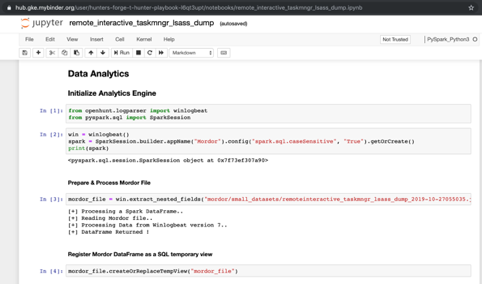 hub.gke.mybinder.org/user/hunters-forge-t-hunter-playbook-l6qt3upt/notebooks/remote_interactive_taskmngr_lsass_dump.ipynb
jupyter remote_interactive_taskmngr_lsass_dump (autosaved)
File Edit View Insert Cell Kernel Help Not Trusted PySpark_Python3
Run Markdown
Data Analytics
Initialize Analytics Engine
In [1]: from openhunt.logparser import winlogbeat
from pyspark.sql import SparkSession
In [2]: win = winlogbeat()
spark = SparkSession.builder.appName("Mordor").config("spark.sql.caseSensitive", "True").getOrCreate()
print(spark)
<pyspark.sql.session.SparkSession object at 0x7f73ef307a90>
Prepare & Process Mordor File
In [3]: mordor_file = win.extract_nested_fields("mordor/small_datasets/remoteinteractive_taskmngr_lsass_dump_2019-10-27055035.
[+] Processing a Spark DataFrame..
[+] Reading Mordor file..
[+] Processing Data from Winlogbeat version 7..
[+] DataFrame Returned !
Register Mordor DataFrame as a SQL temporary view
In [4]: mordor_file.createOrReplaceTempView("mordor_file")